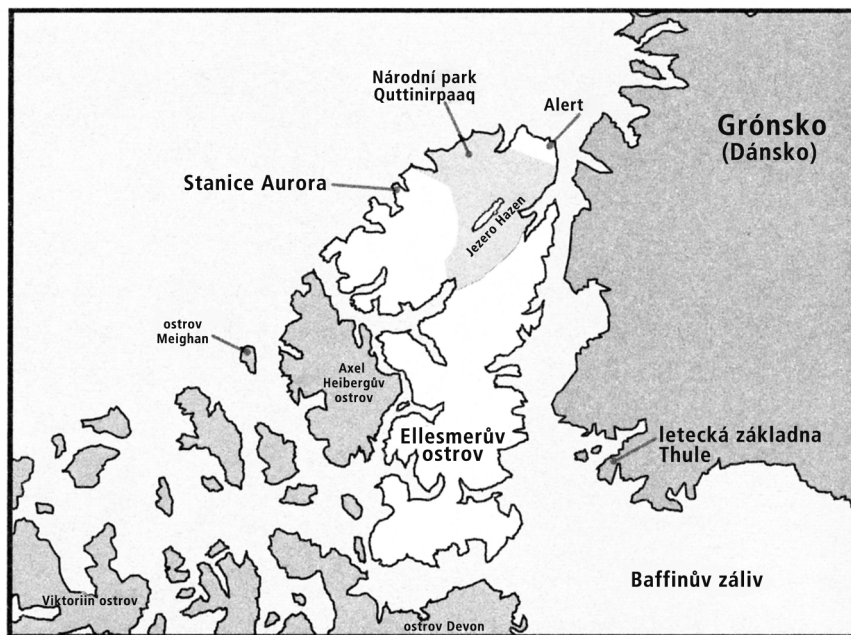 Národní park
Quttinirpaaq
Alert
Grónsko
(Dánsko)
Stanice Aurora
Jezero Hazen
ostrov
Meighan
Axel
Heibergův
ostrov
Ellesmerův
ostrov
letecká základna
Thule
Baffinův záliv
Viktoriin ostrov
ostrov Devon